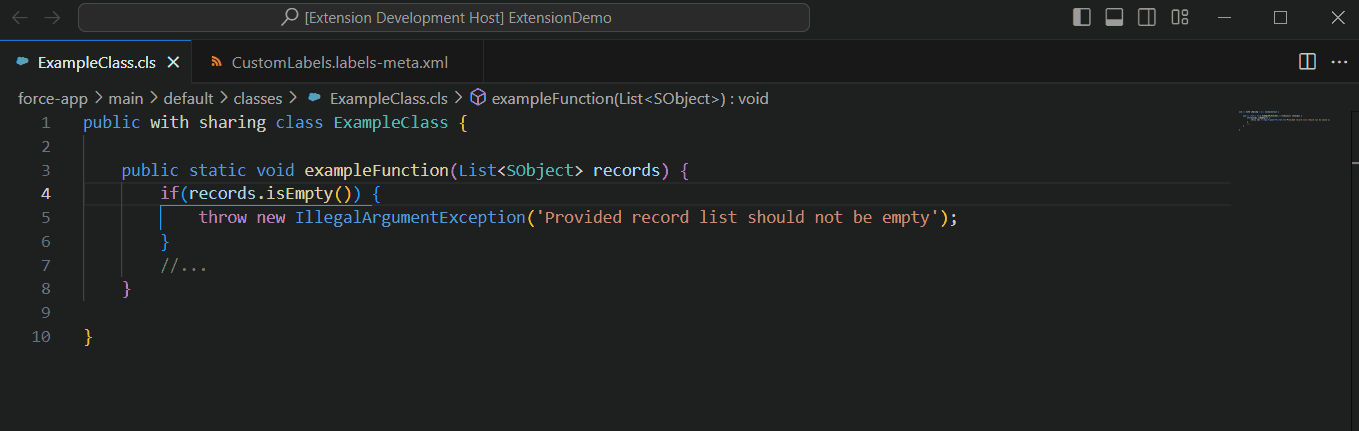 [Extension Development Host] ExtensionDemo
ExampleClass.cls CustomLabels.labels-meta.xml
force-app > main > default > classes > ExampleClass.cls > exampleFunction(List<SObject>) : void
1 public with sharing class ExampleClass {
2
3 public static void exampleFunction(List<SObject> records) {
4 if(records.isEmpty()) {
5 throw new IllegalArgumentException('Provided record list should not be empty');
6 }
7 //...
8 }
9
10 }